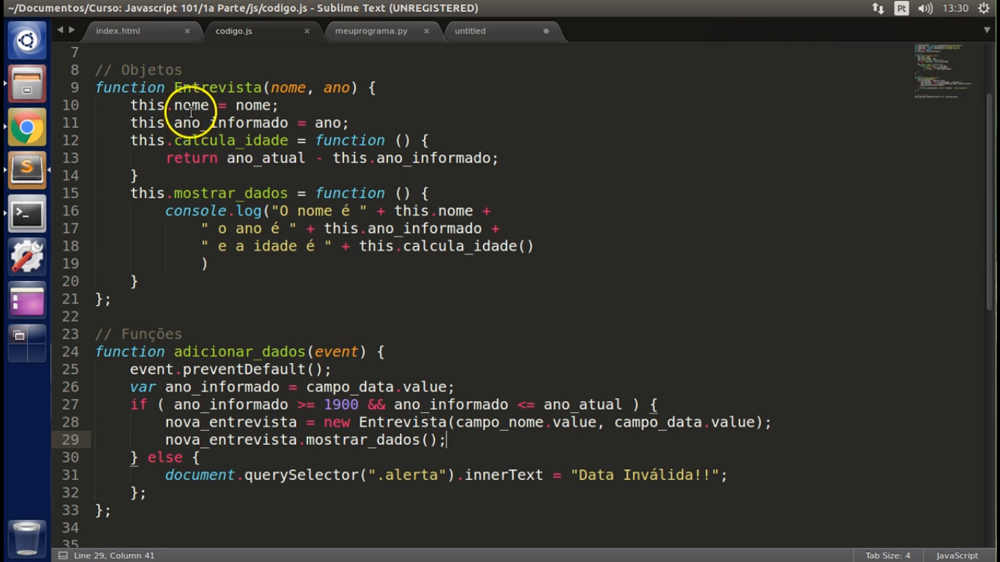 ~/Documentos/Curso: Javascript 101/1a Parte/js/codigo.js - Sublime Text (UNREGISTERED)
Pt
13:30
index.html × codigo.js × meuprograma.py × untitled
7
8 // Objetos
9 function Entrevista(nome, ano) {
10 this.nome = nome;
11 this.ano_informado = ano;
12 this.calcula_idade = function () {
13 return ano_atual - this.ano_informado;
14 }
15 this.mostrar_dados = function () {
16 console.log("O nome é " + this.nome +
17 " o ano é " + this.ano_informado +
18 " e a idade é " + this.calcula_idade()
19 )
20 }
21 };
22
23 // Funções
24 function adicionar_dados(event) {
25 event.preventDefault();
26 var ano_informado = campo_data.value;
27 if ( ano_informado >= 1900 && ano_informado <= ano_atual ) {
28 nova_entrevista = new Entrevista(campo_nome.value, campo_data.value);
29 nova_entrevista.mostrar_dados();
30 } else {
31 document.querySelector(".alerta").innerText = "Data Inválida!!";
32 };
33 };
34
35
Line 29, Column 41
Tab Size: 4
JavaScript